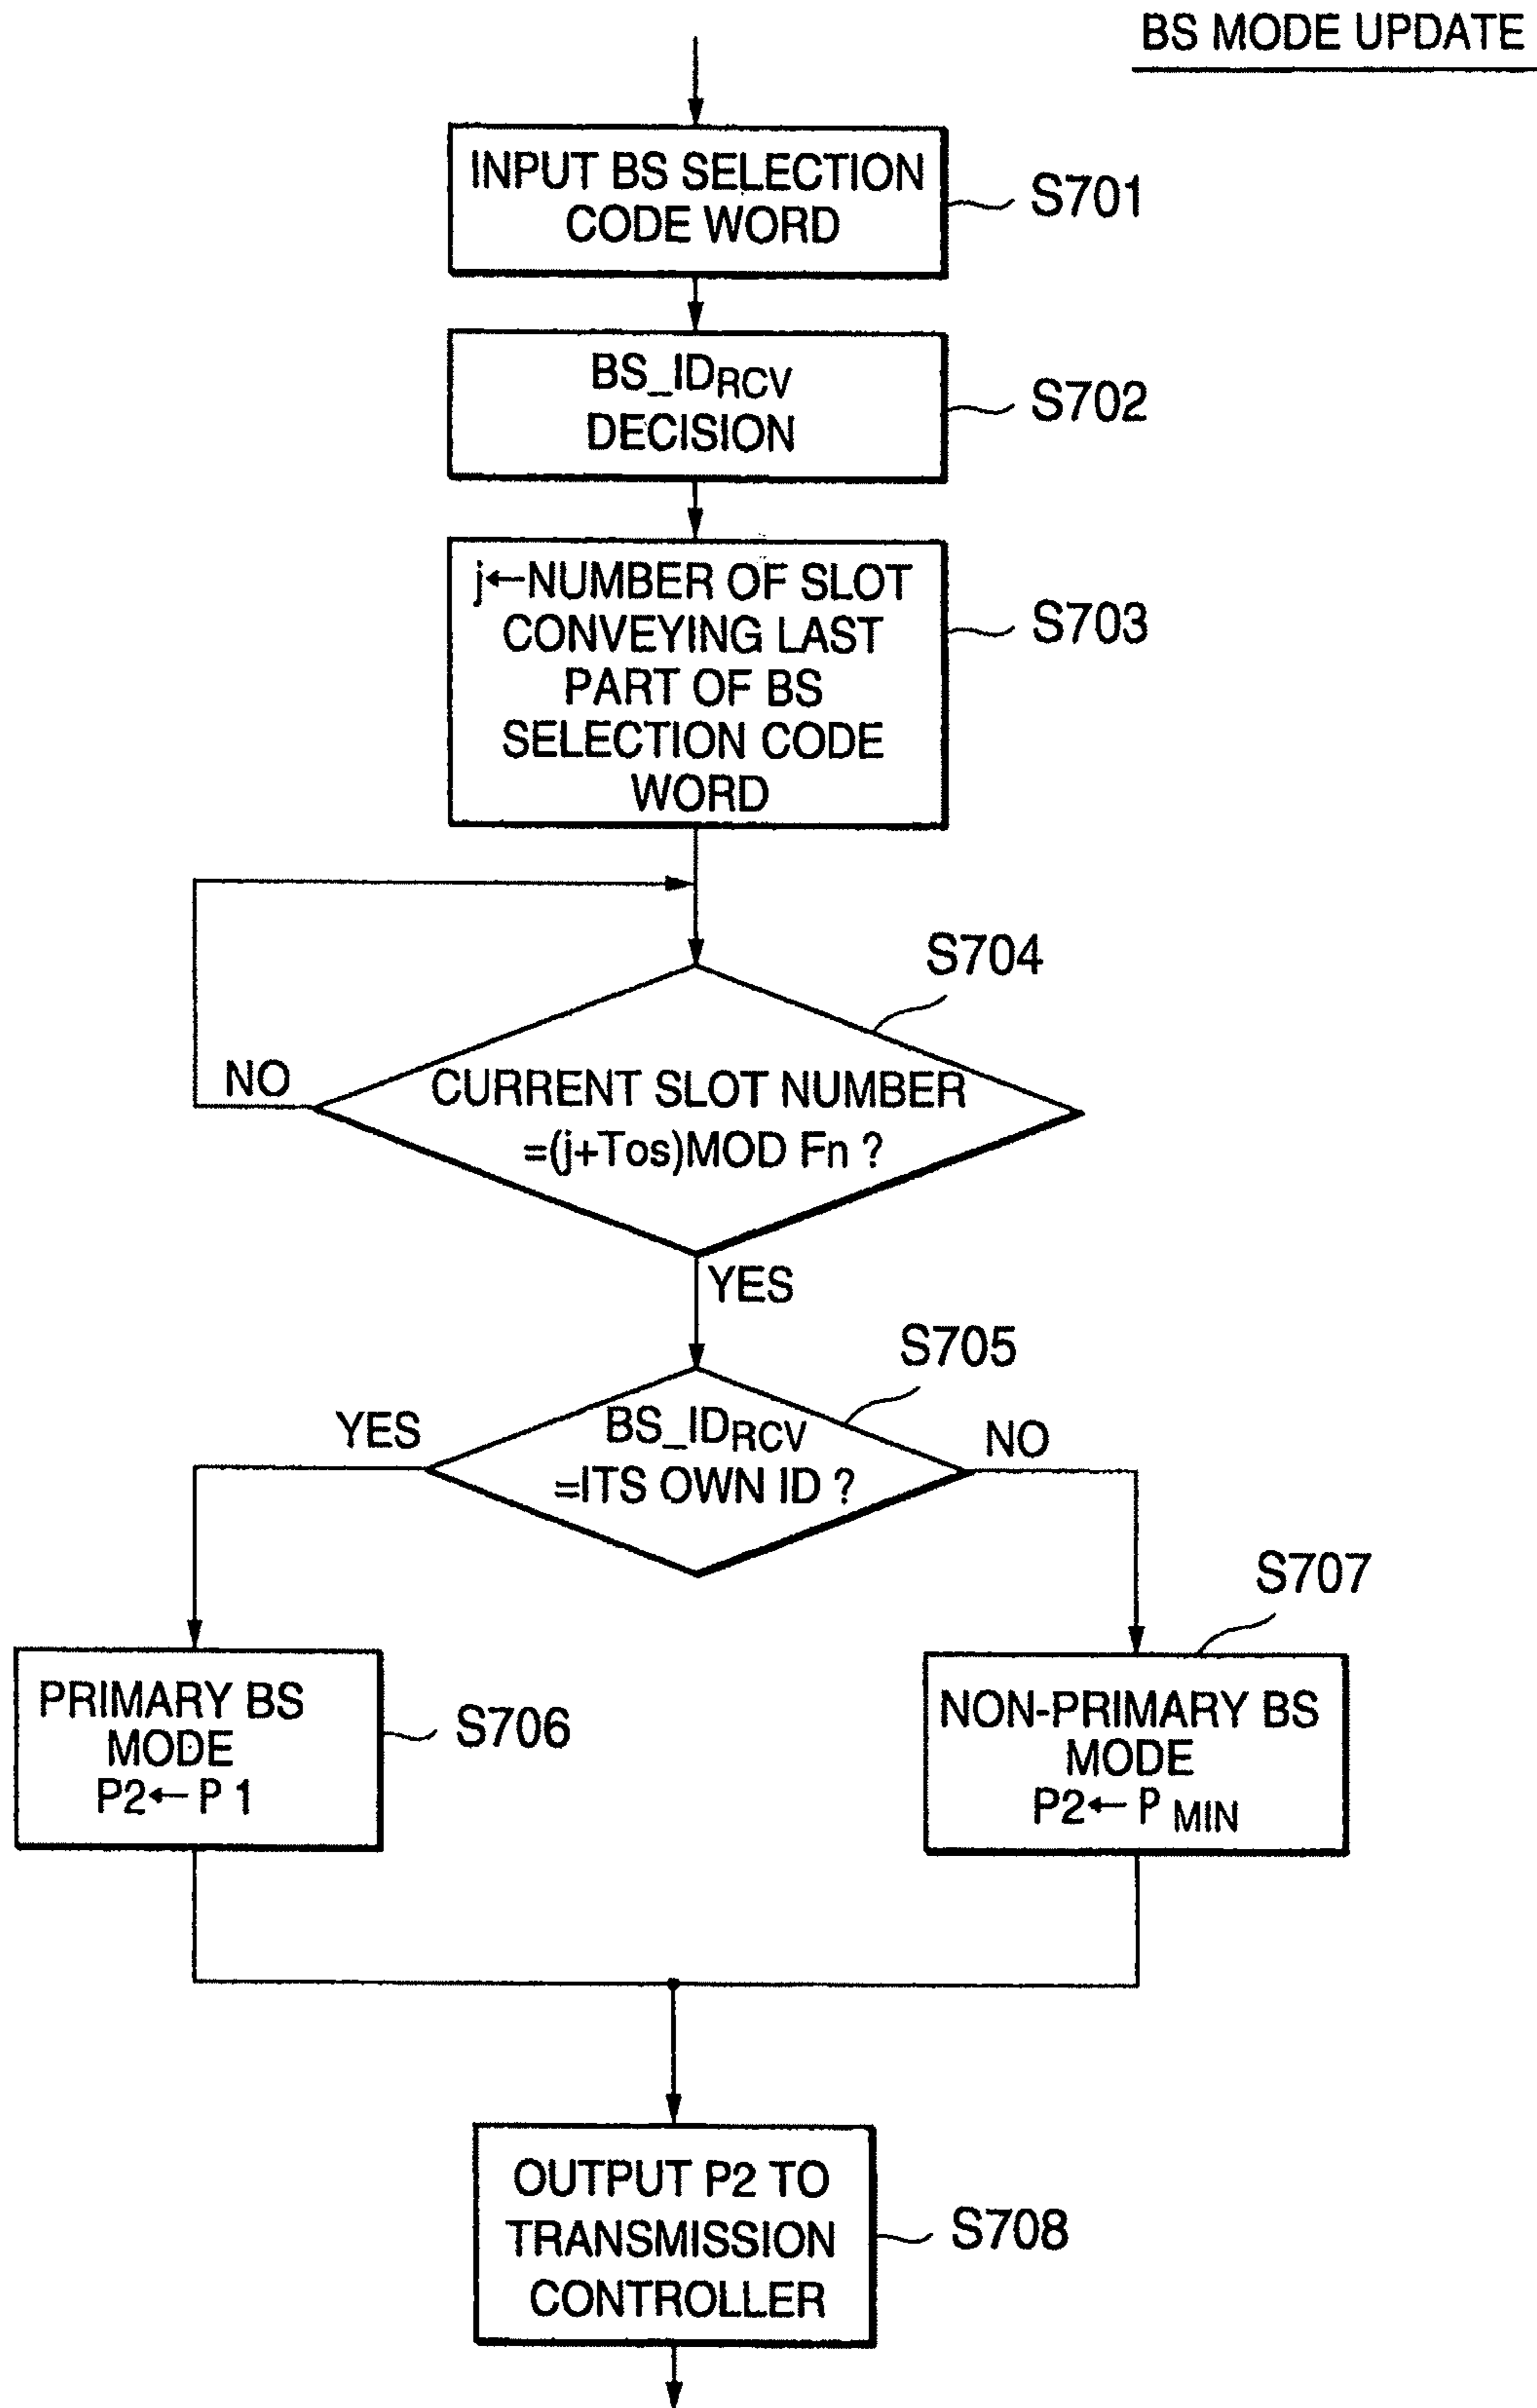 BS MODE UPDATE
INPUT BS SELECTION
CODE WORD
S701
BS_IDRCV
DECISION
S702
j←NUMBER OF SLOT
CONVEYING LAST
PART OF BS
SELECTION CODE
WORD
S703
S704
NO
CURRENT SLOT NUMBER
=(j+Tos)MOD Fn ?
YES
S705
YES
BS_IDRCV
=ITS OWN ID ?
NO
S707
PRIMARY BS
MODE
P2←P 1
S706
NON-PRIMARY BS
MODE
P2←P MIN
OUTPUT P2 TO
TRANSMISSION
CONTROLLER
S708